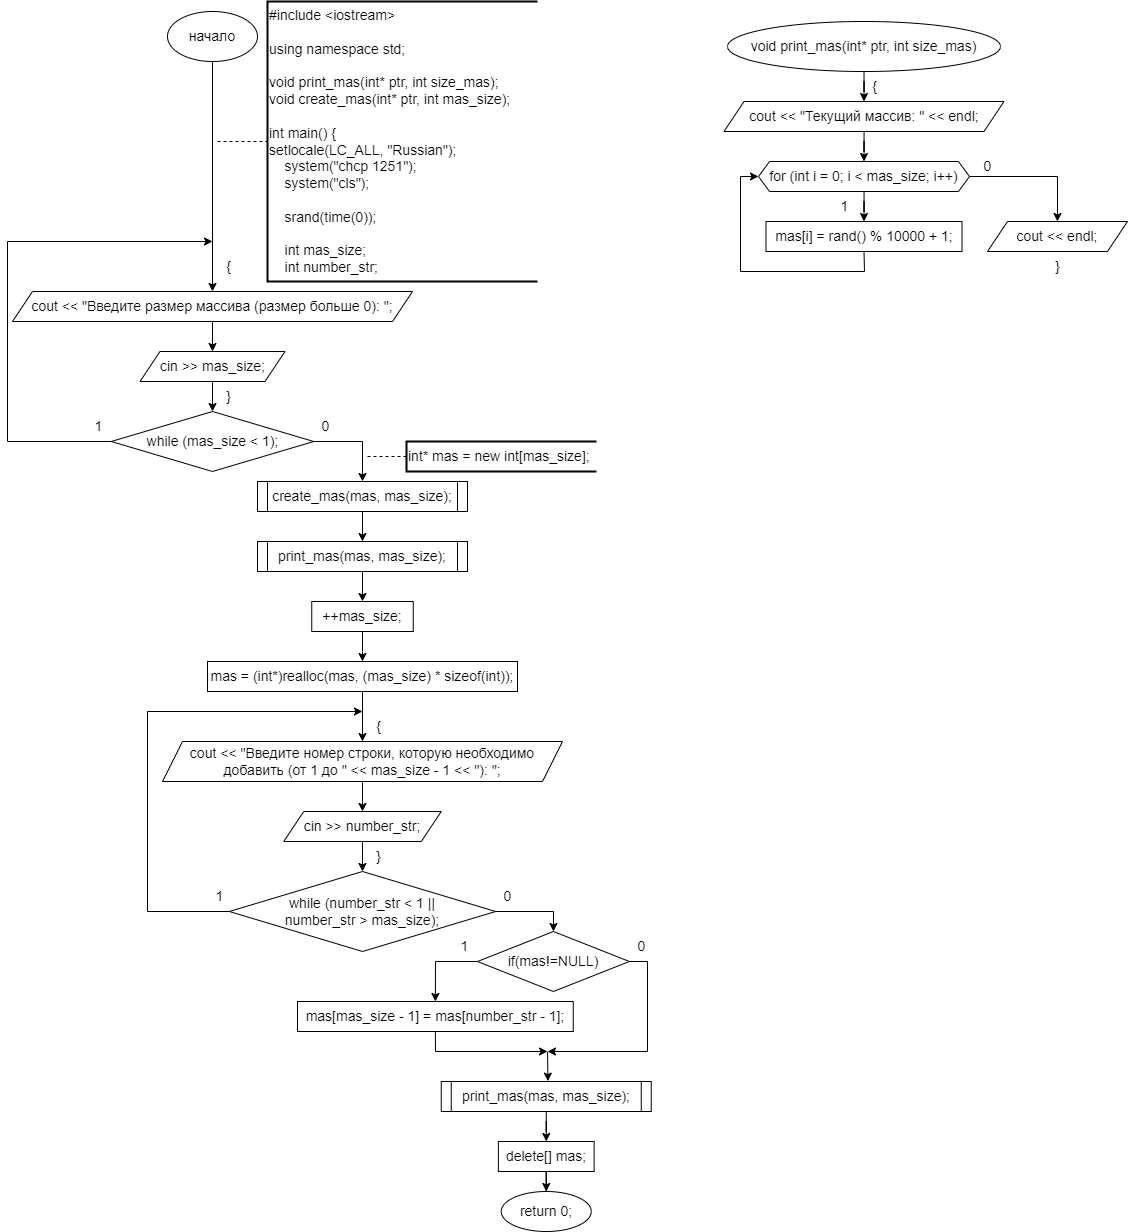 начало
#include <iostream>
using namespace std;
void print_mas(int* ptr, int size_mas);
void create_mas(int* ptr, int mas_size);
int main() {
setlocale(LC_ALL, "Russian");
system("chcp 1251");
system("cls");
srand(time(0));
int mas_size;
int number_str;
{
cout << "Введите размер массива (размер больше 0): ";
cin >> mas_size;
}
1
while (mas_size < 1);
0
int* mas = new int[mas_size];
create_mas(mas, mas_size);
print_mas(mas, mas_size);
++mas_size;
mas = (int*)realloc(mas, (mas_size) * sizeof(int));
{
cout << "Введите номер строки, которую необходимо
добавить (от 1 до " << mas_size - 1 << "): ";
cin >> number_str;
}
1
while (number_str < 1 ||
number_str > mas_size);
0
1
if(mas!=NULL)
0
mas[mas_size - 1] = mas[number_str - 1];
print_mas(mas, mas_size);
delete[] mas;
return 0;
void print_mas(int* ptr, int size_mas)
{
cout << "Текущий массив: " << endl;
for (int i = 0; i < mas_size; i++)
0
1
mas[i] = rand() % 10000 + 1;
cout << endl;
}